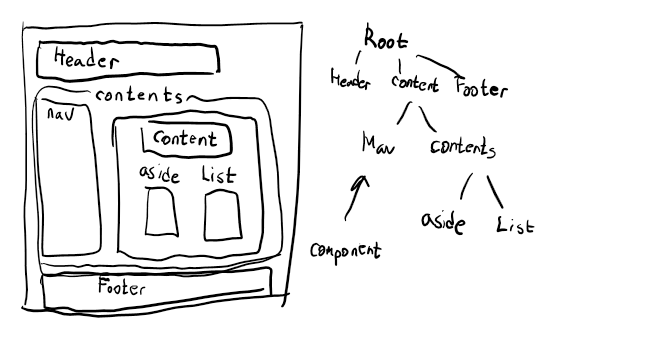 Header
contents
nav
Content
aside List
Footer
Root
Header content Footer
Nav contents
aside List
component